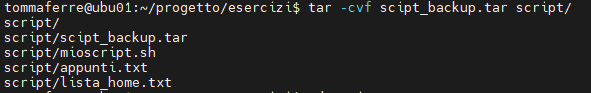 tommaferre@ubu01:~/progetto/esercizi$ tar -cvf scipt_backup.tar script/
script/
script/scipt_backup.tar
script/mioscript.sh
script/appunti.txt
script/lista_home.txt